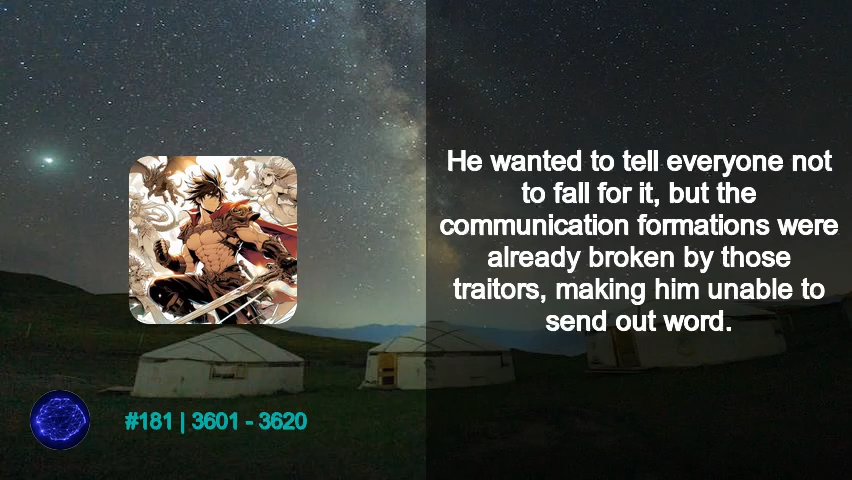 He wanted to tell everyone not
to fall for it, but the
communication formations were
already broken by those
traitors, making him unable to
send out word.
#181 | 3601 - 3620